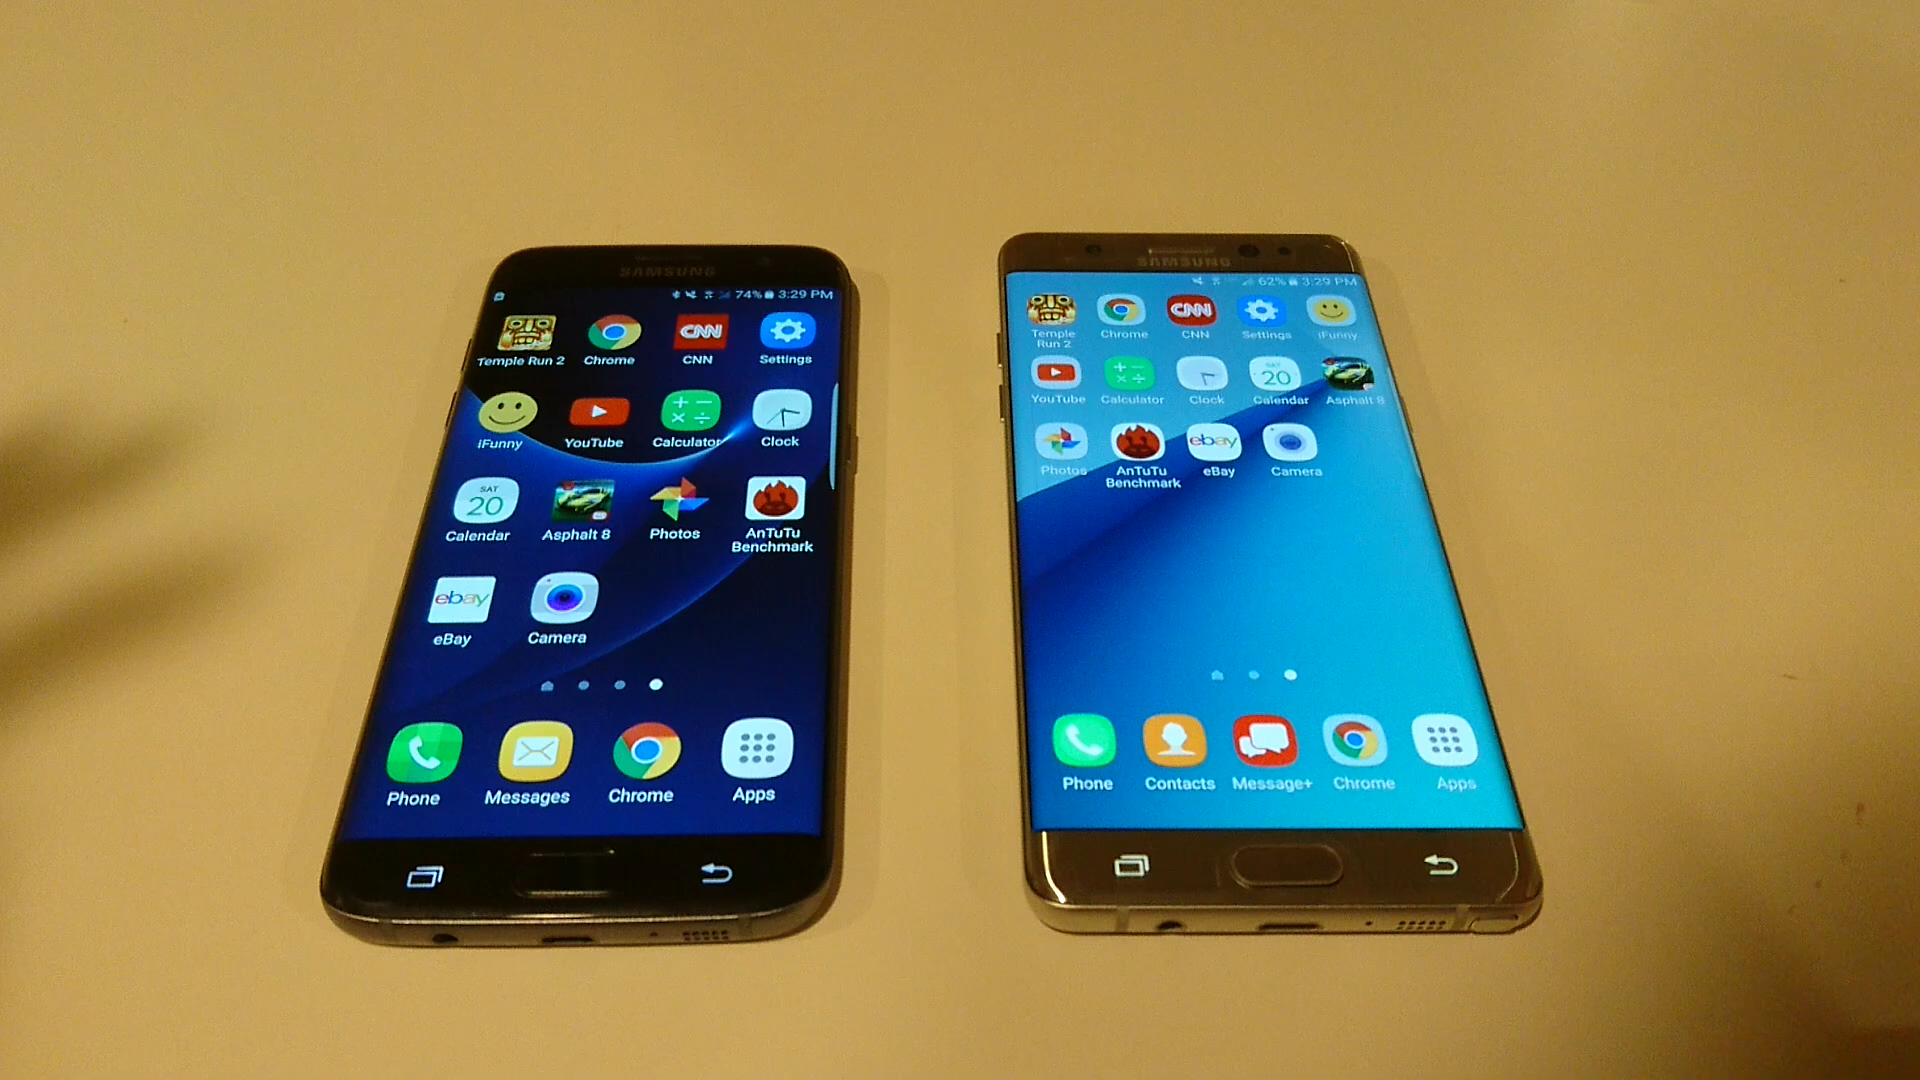 SAMSUNG
74% 3:29 PM
Temple Run 2
Chrome
CNN
CNN
Settings
iFunny
YouTube
Calculator
Clock
SAT
20
Calendar
Asphalt 8
Photos
AnTuTu
Benchmark
ebay
eBay
Camera
Phone
Messages
Chrome
Apps
SAMSUNG
62% 3:29 PM
Temple
Run 2
Chrome
CNN
CNN
Settings
iFunny
YouTube
Calculator
Clock
SAT
20
Calendar
Asphalt 8
Photos
AnTuTu
Benchmark
ebay
eBay
Camera
Phone
Contacts
Message+
Chrome
Apps